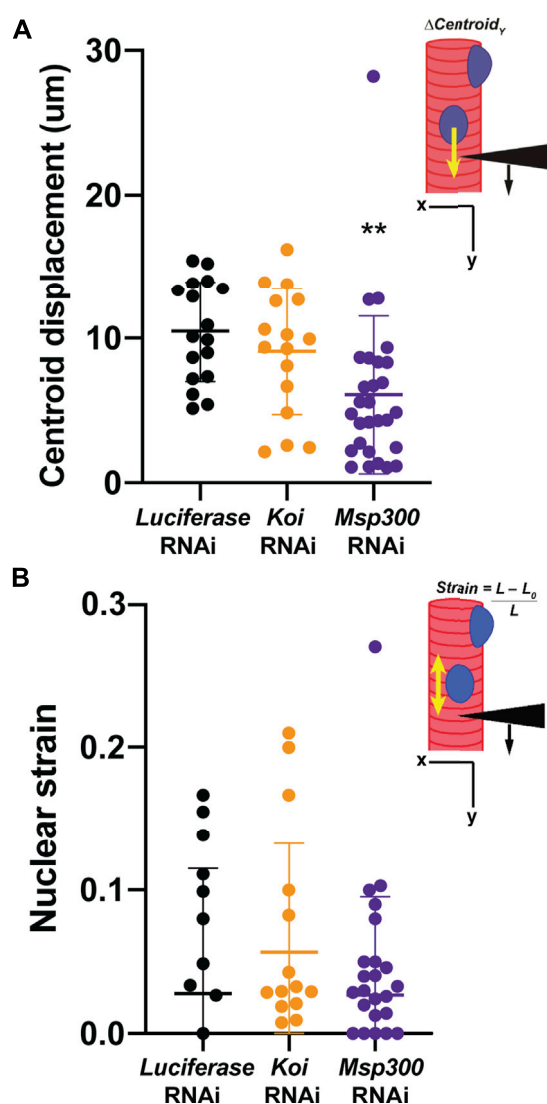 A
30
20
10
0
Centroid displacement (um)
**
ΔCentroidY
x
y
Luciferase
RNAi
Koi
RNAi
Msp300
RNAi
B
0.3
0.2
0.1
0.0
Nuclear strain
Strain = L – L0
L
x
y
Luciferase
RNAi
Koi
RNAi
Msp300
RNAi